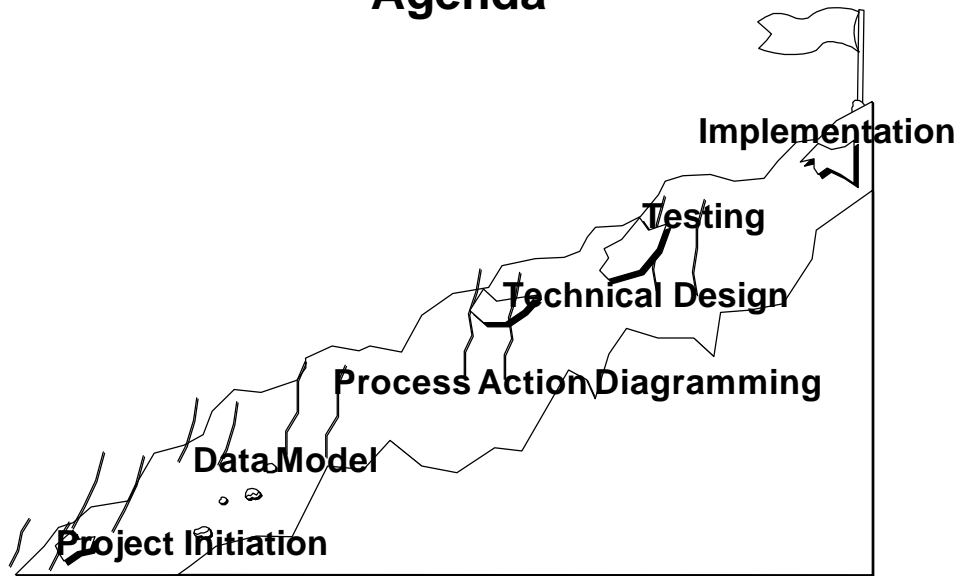 Agenda
Implementation
Testing
Technical Design
Process Action Diagramming
Data Model
Project Initiation